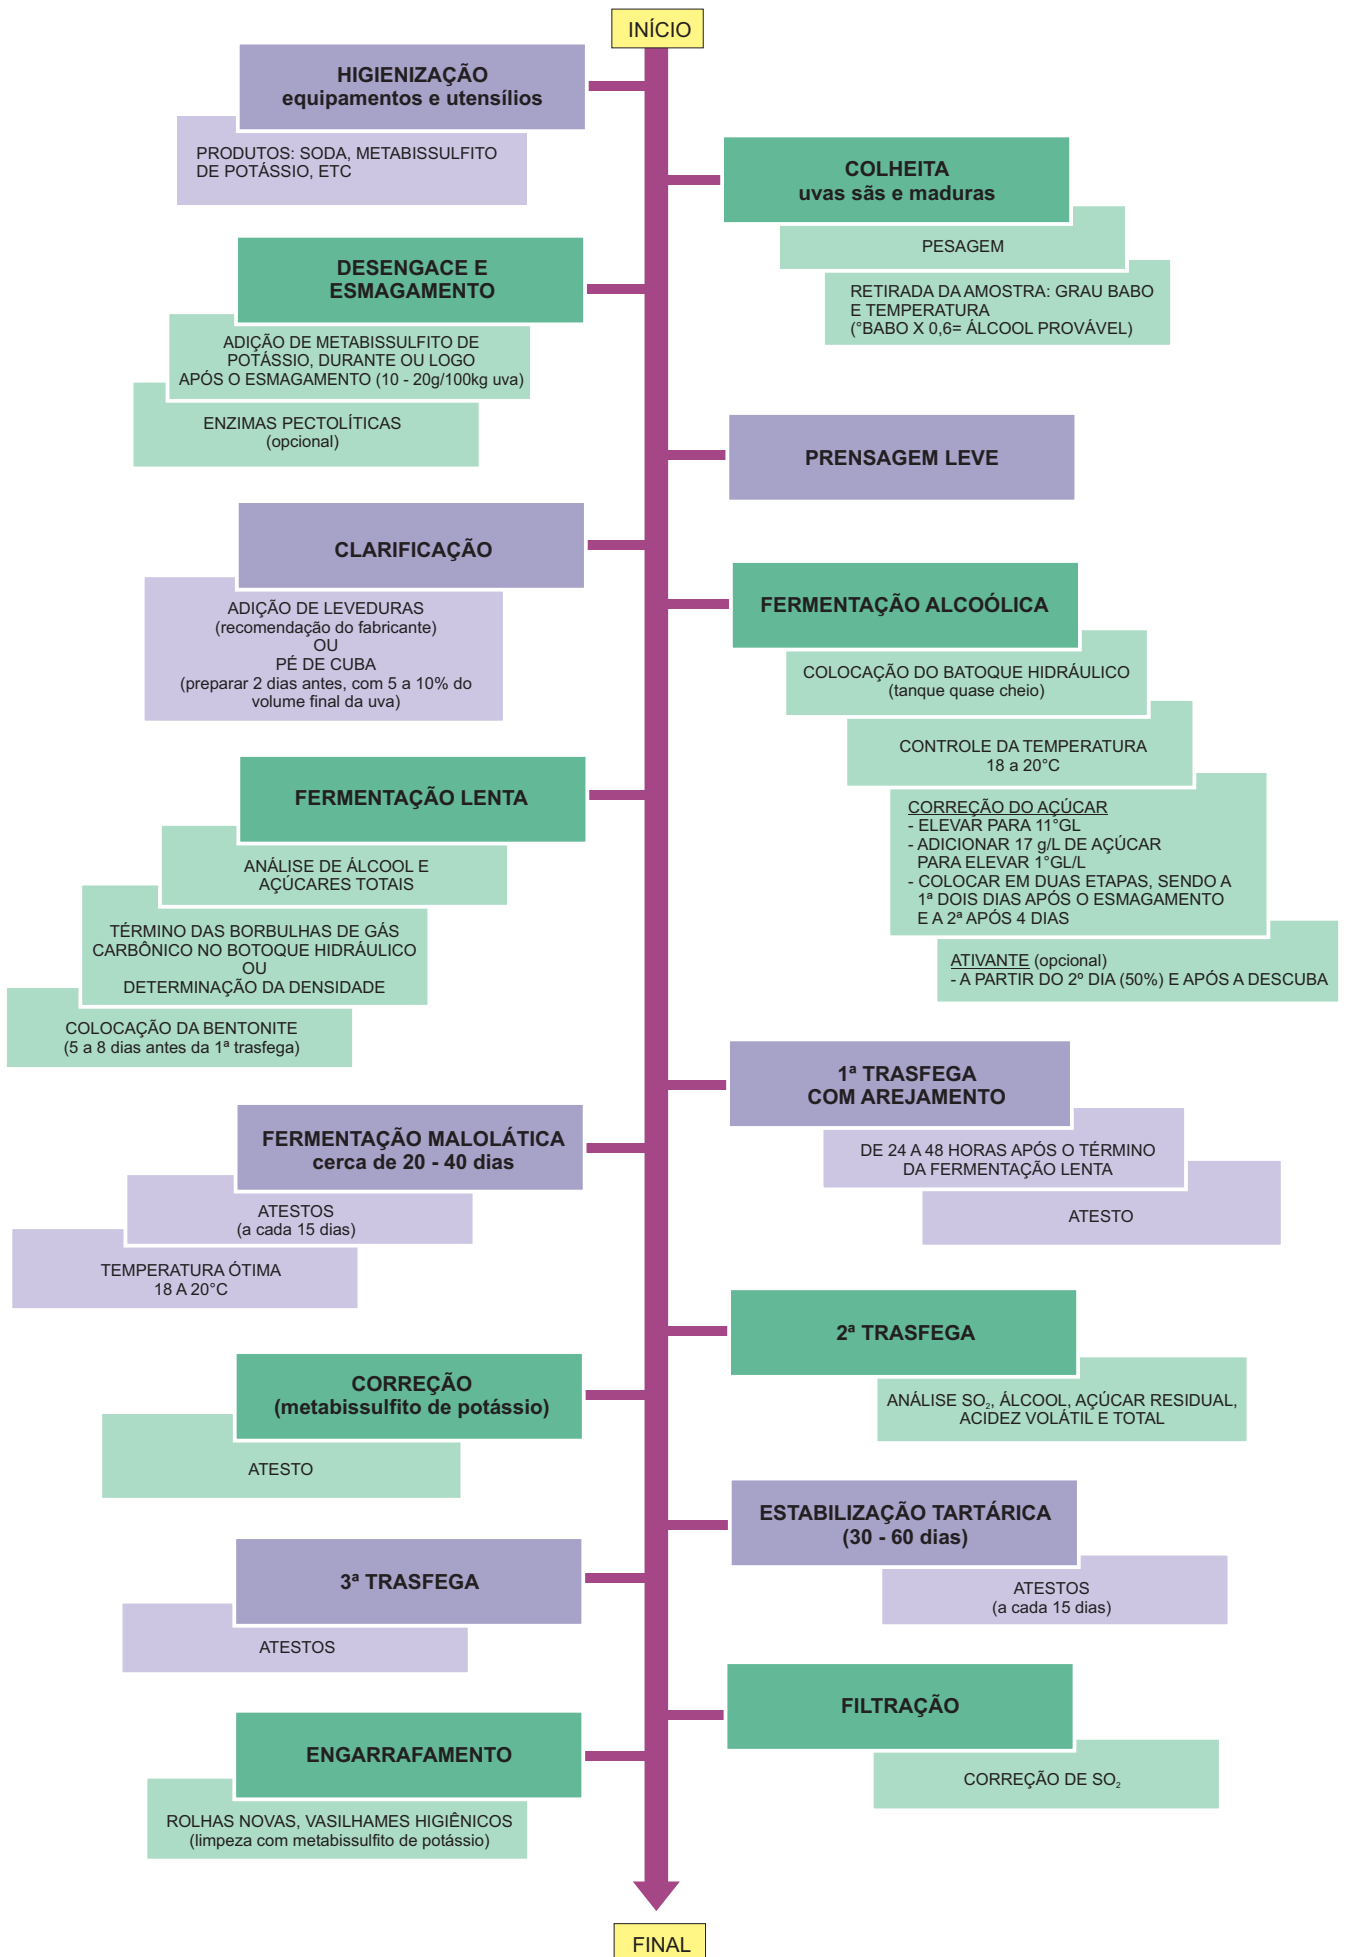 INÍCIO
HIGIENIZAÇÃO
equipamentos e utensílios
PRODUTOS: SODA, METABISSULFITO
DE POTÁSSIO, ETC
COLHEITA
uvas sãs e maduras
PESAGEM
RETIRADA DA AMOSTRA: GRAU BABO
E TEMPERATURA
(°BABO X 0,6= ÁLCOOL PROVÁVEL)
DESENGACE E
ESMAGAMENTO
ADIÇÃO DE METABISSULFITO DE
POTÁSSIO, DURANTE OU LOGO
APÓS O ESMAGAMENTO (10 - 20g/100kg uva)
ENZIMAS PECTOLÍTICAS
(opcional)
PRENSAGEM LEVE
CLARIFICAÇÃO
ADIÇÃO DE LEVEDURAS
(recomendação do fabricante)
OU
PÉ DE CUBA
(preparar 2 dias antes, com 5 a 10% do
volume final da uva)
FERMENTAÇÃO ALCOÓLICA
COLOCAÇÃO DO BATOQUE HIDRÁULICO
(tanque quase cheio)
CONTROLE DA TEMPERATURA
18 a 20°C
CORREÇÃO DO AÇÚCAR
- ELEVAR PARA 11°GL
- ADICIONAR 17 g/L DE AÇÚCAR
PARA ELEVAR 1°GL/L
- COLOCAR EM DUAS ETAPAS, SENDO A
1ª DOIS DIAS APÓS O ESMAGAMENTO
E A 2ª APÓS 4 DIAS
ATIVANTE (opcional)
- A PARTIR DO 2º DIA (50%) E APÓS A DESCUBA
FERMENTAÇÃO LENTA
ANÁLISE DE ÁLCOOL E
AÇÚCARES TOTAIS
TÉRMINO DAS BORBULHAS DE GÁS
CARBÔNICO NO BOTOQUE HIDRÁULICO
OU
DETERMINAÇÃO DA DENSIDADE
COLOCAÇÃO DA BENTONITE
(5 a 8 dias antes da 1ª trasfega)
1ª TRASFEGA
COM AREJAMENTO
DE 24 A 48 HORAS APÓS O TÉRMINO
DA FERMENTAÇÃO LENTA
ATESTO
FERMENTAÇÃO MALOLÁTICA
cerca de 20 - 40 dias
ATESTOS
(a cada 15 dias)
TEMPERATURA ÓTIMA
18 A 20°C
2ª TRASFEGA
ANÁLISE SO₂, ÁLCOOL, AÇÚCAR RESIDUAL,
ACIDEZ VOLÁTIL E TOTAL
CORREÇÃO
(metabissulfito de potássio)
ATESTO
ESTABILIZAÇÃO TARTÁRICA
(30 - 60 dias)
ATESTOS
(a cada 15 dias)
3ª TRASFEGA
ATESTOS
FILTRAÇÃO
CORREÇÃO DE SO₂
ENGARRAFAMENTO
ROLHAS NOVAS, VASILHAMES HIGIÊNICOS
(limpeza com metabissulfito de potássio)
FINAL